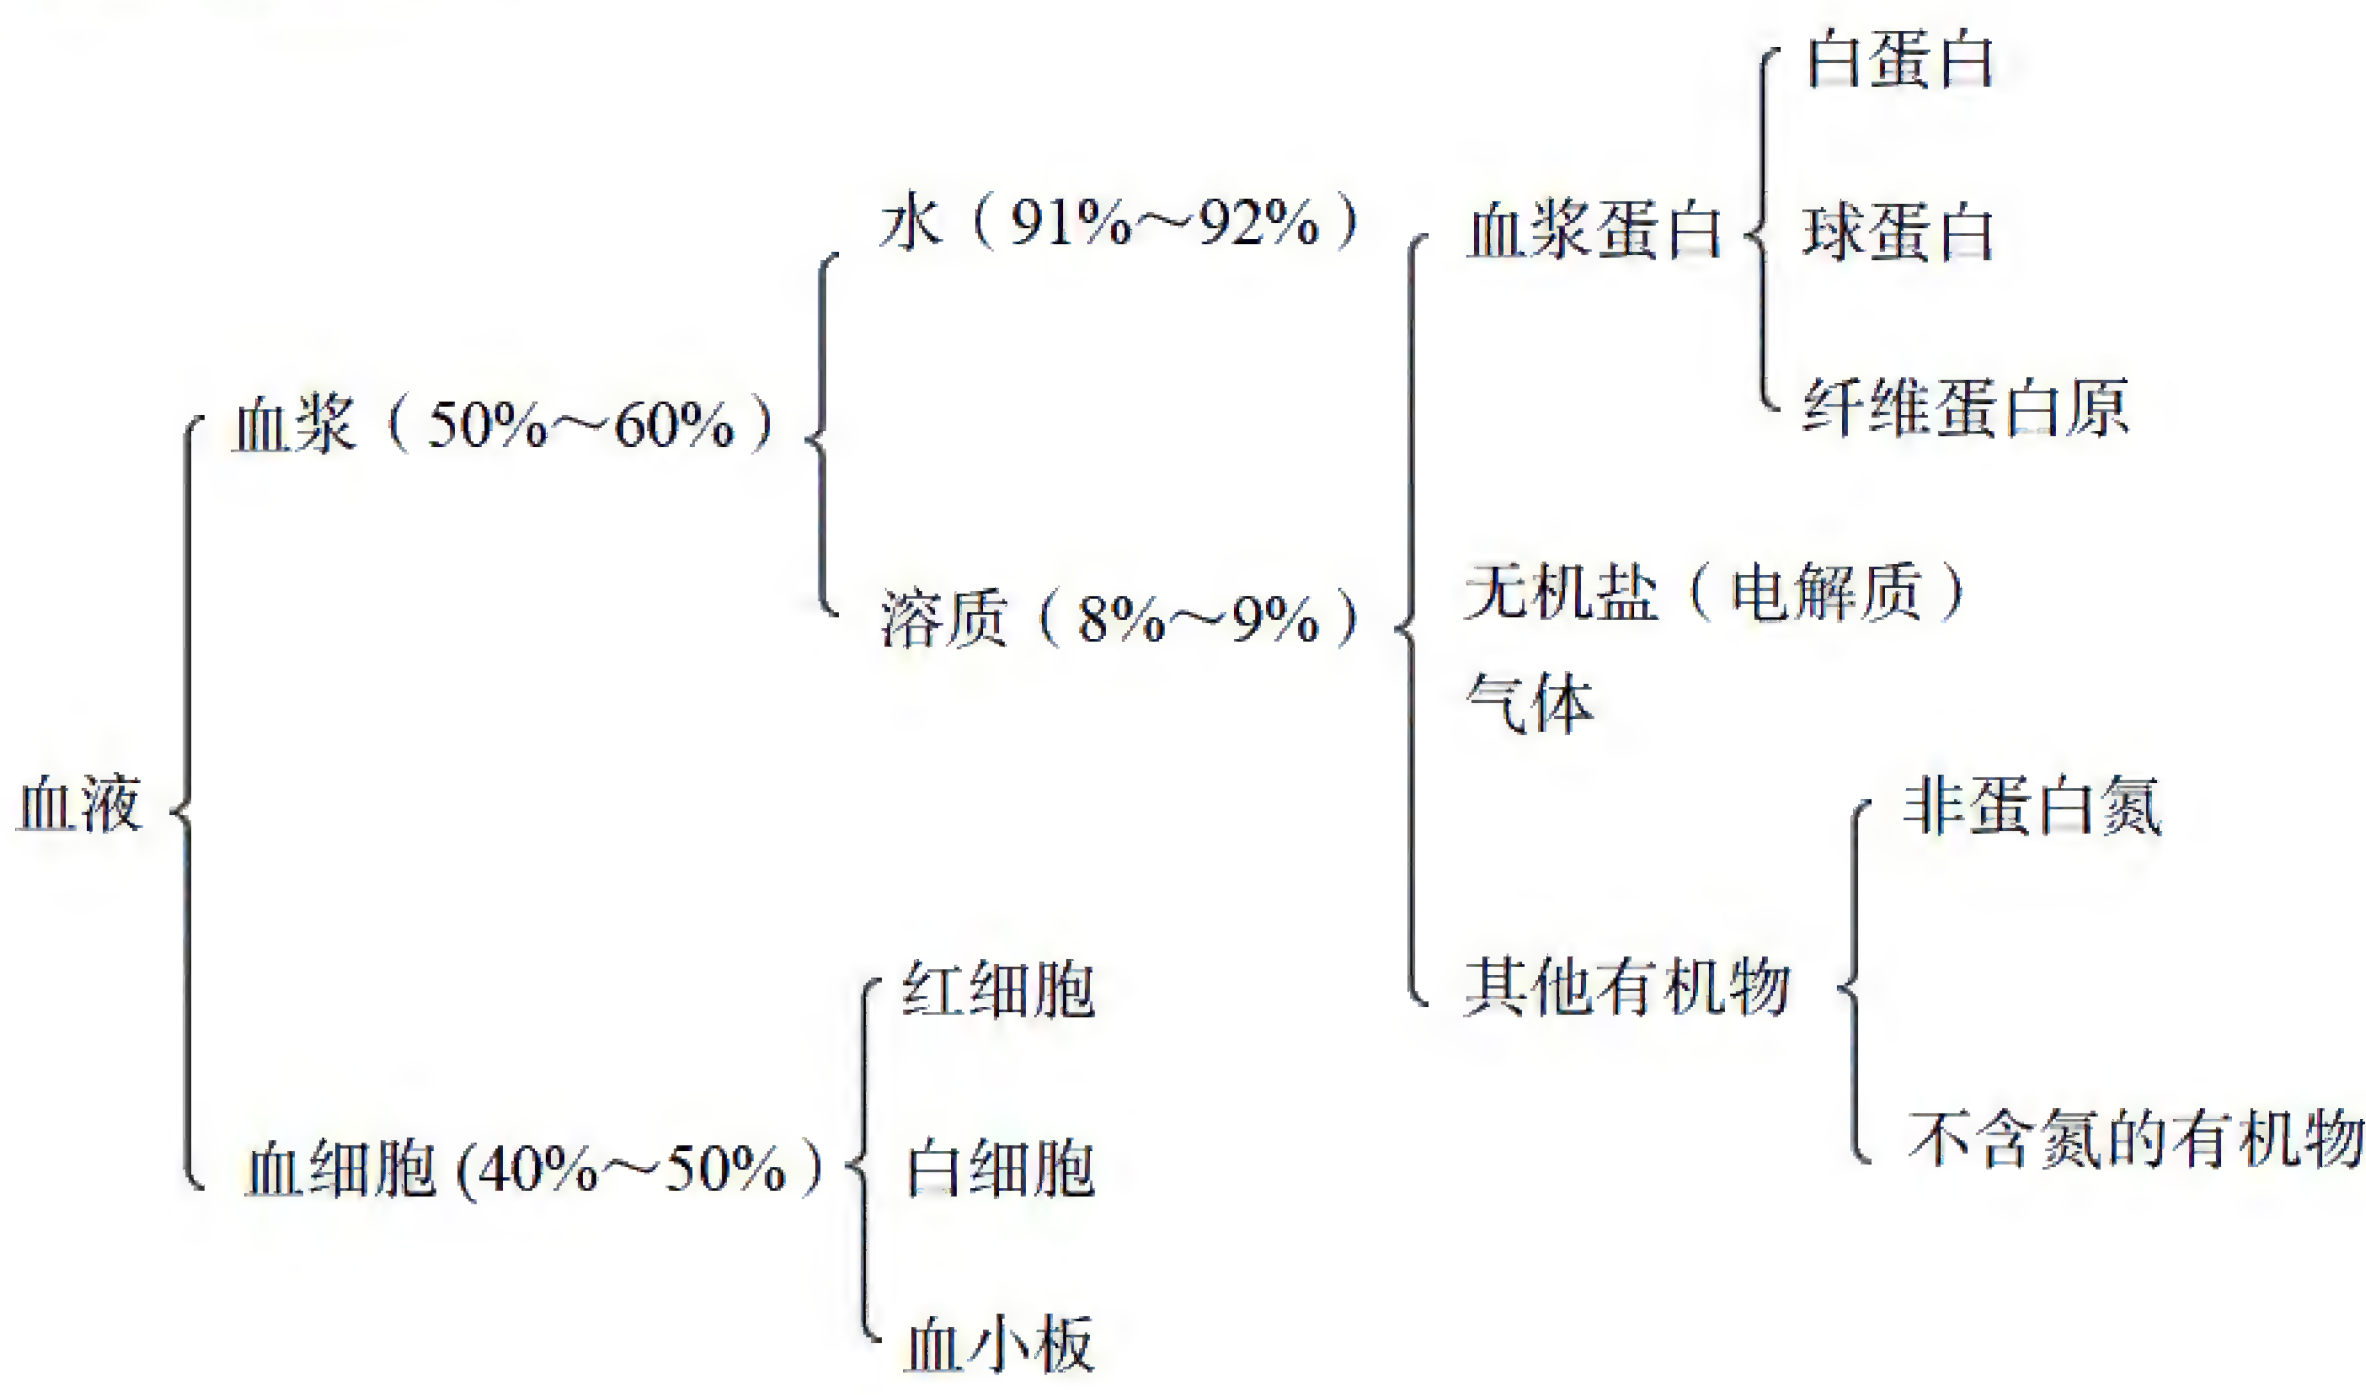 血液
血浆（50%～60%）
水（91%～92%）
溶质（8%～9%）
血浆蛋白
白蛋白
球蛋白
纤维蛋白原
无机盐（电解质）
气体
其他有机物
非蛋白氮
不含氮的有机物
血细胞(40%～50%）
红细胞
白细胞
血小板